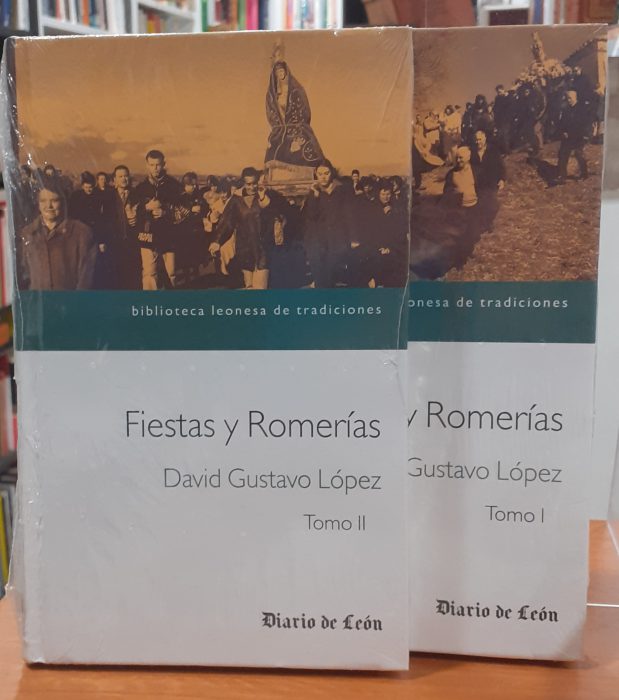 biblioteca leonesa de tradiciones
Fiestas y Romerías
David Gustavo López
Tomo II
Diario de León
onesa de tradiciones
y Romerías
Gustavo López
Tomo I
Diario de León